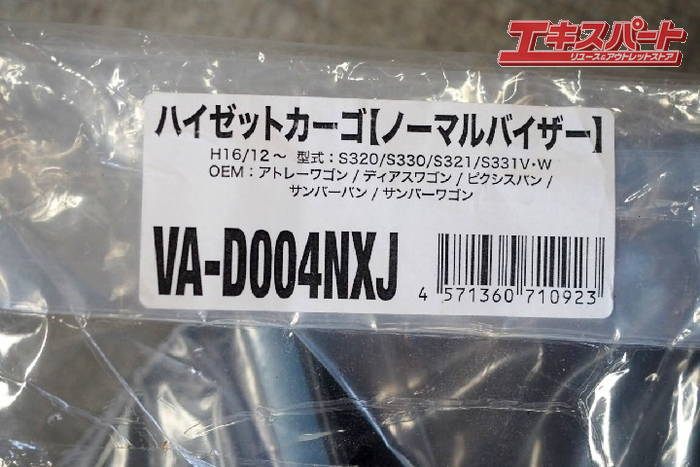 エキスパート
リユース&アウトレットストア
ハイゼットカーゴ【ノーマルバイザー】
H16/12～ 型式：S320/S330/S321/S331V・W
OEM：アトレーワゴン / ディアスワゴン / ピクシスバン /
サンバーバン / サンバーワゴン
VA-D004NXJ
4 571360 710923